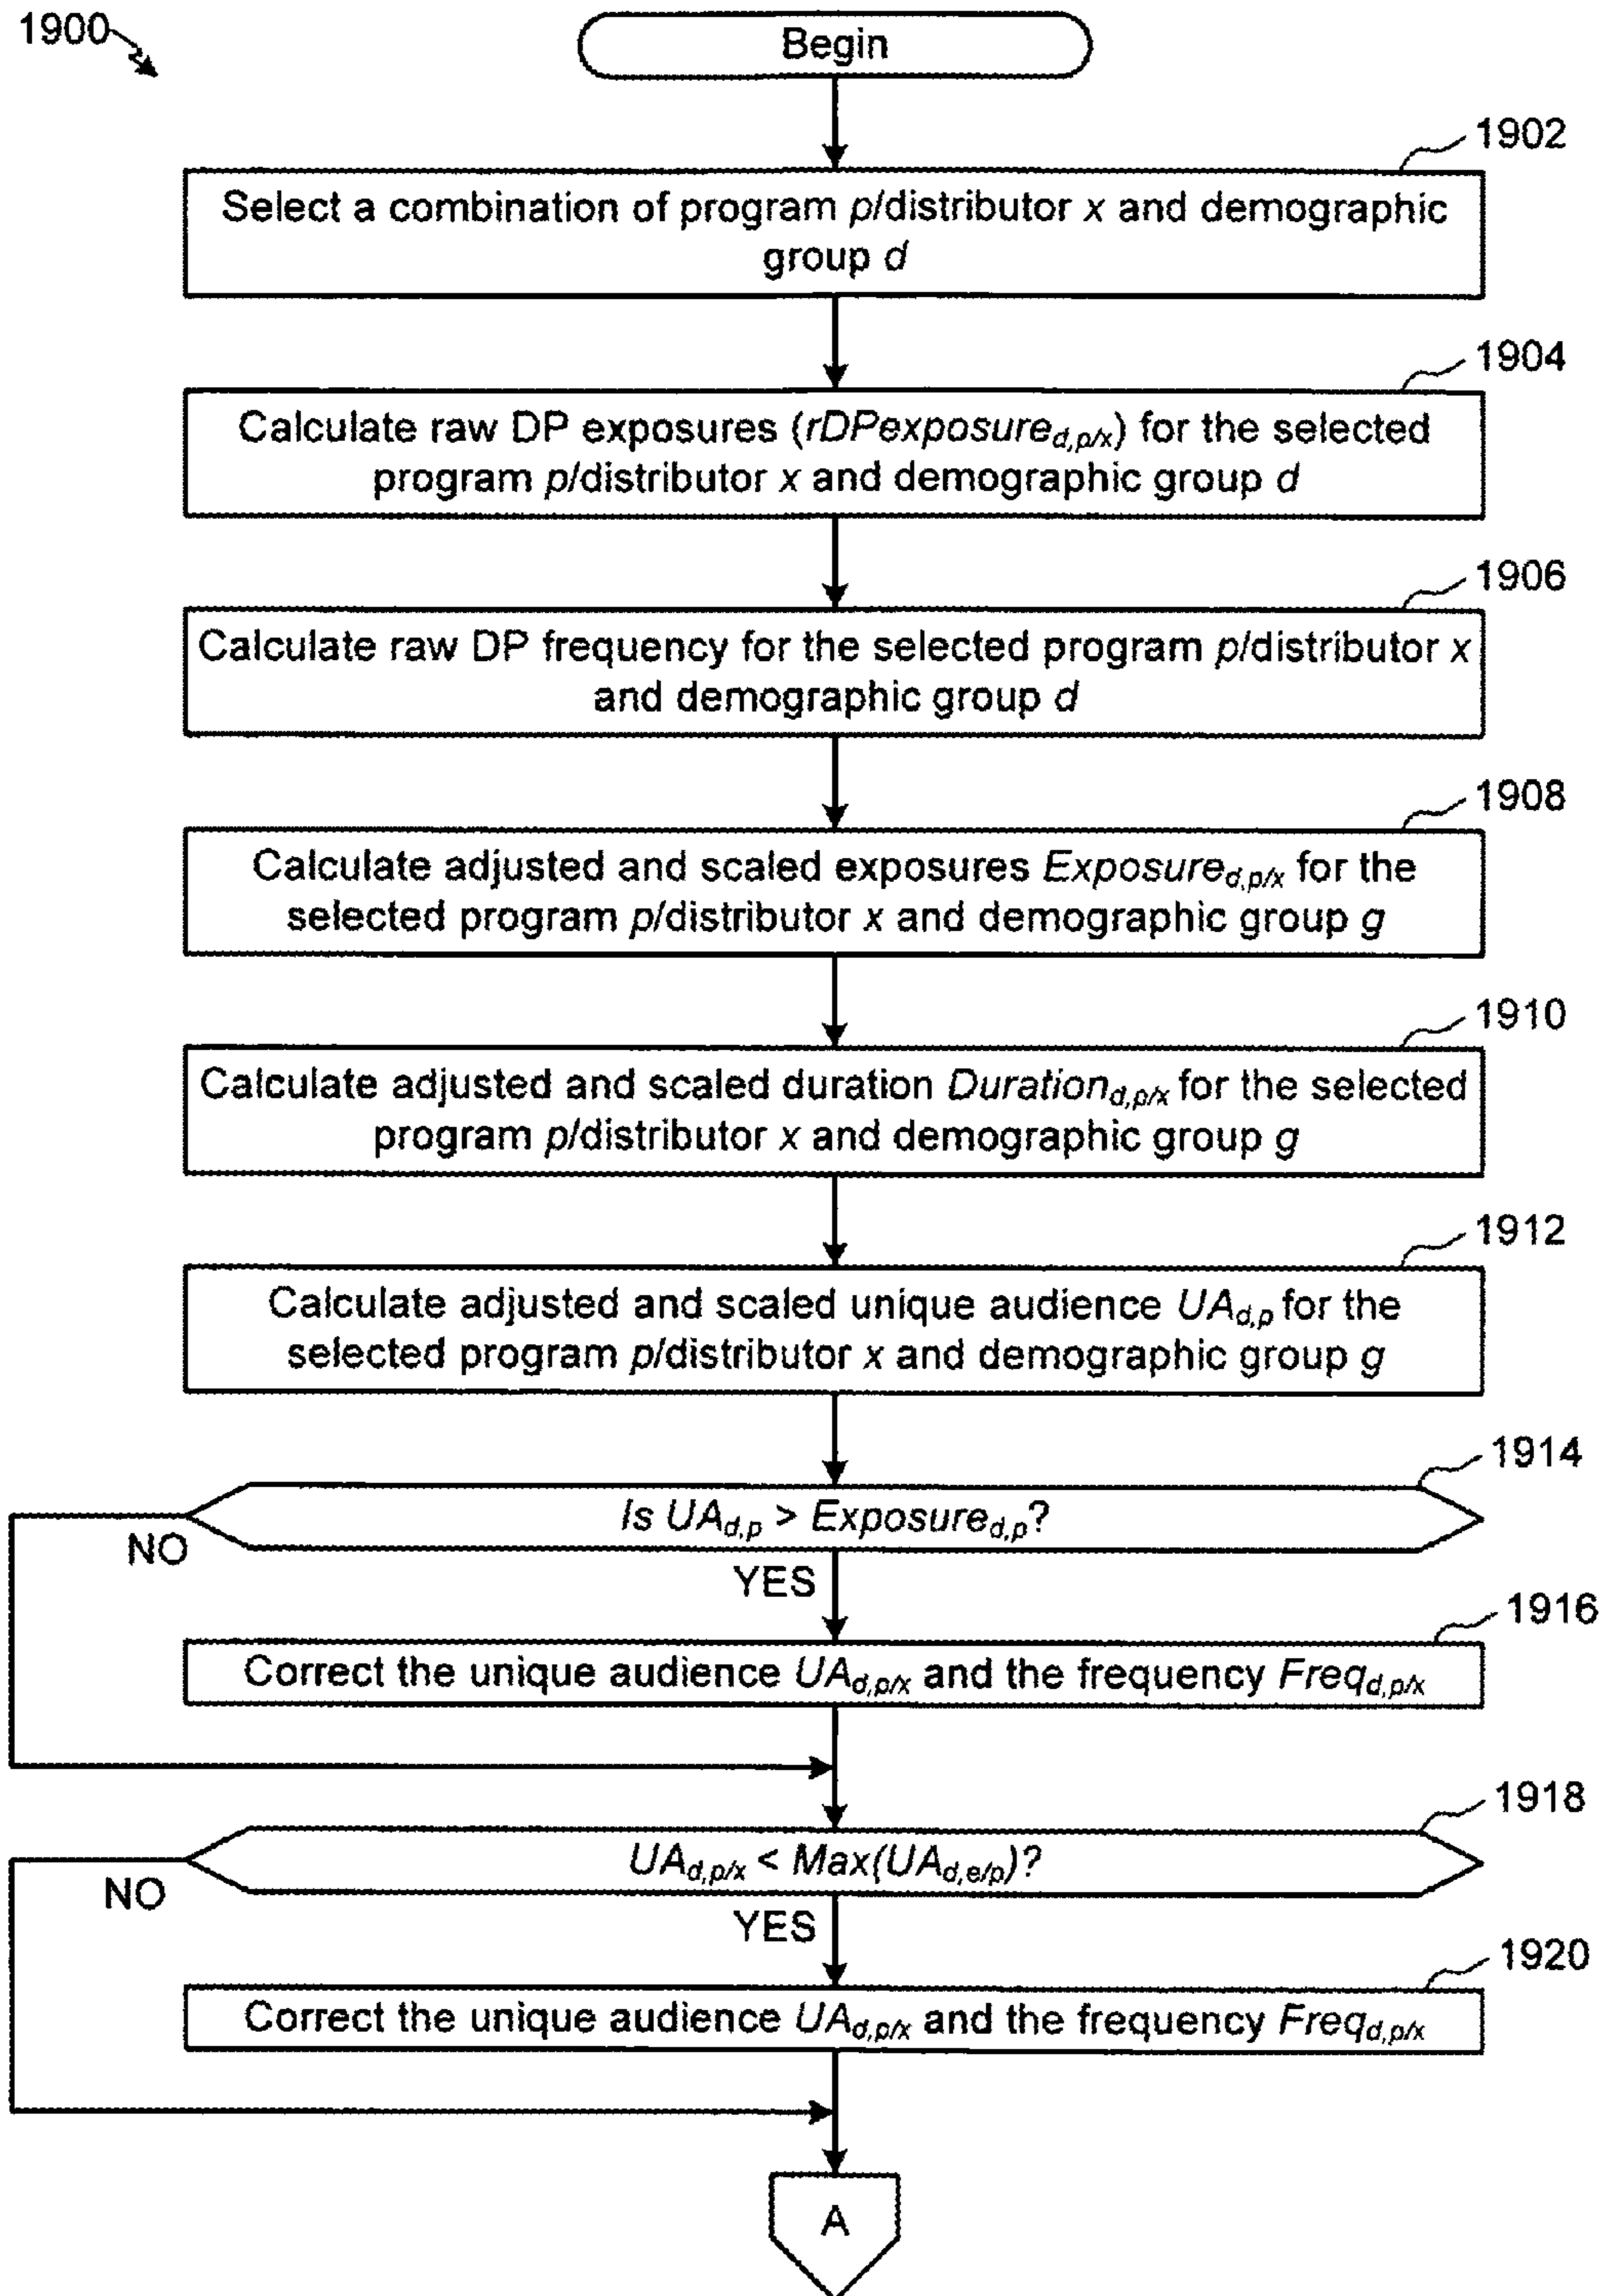 1900
Begin
1902
Select a combination of program p/distributor x and demographic
group d
1904
Calculate raw DP exposures (rDPexposured,p/x) for the selected
program p/distributor x and demographic group d
1906
Calculate raw DP frequency for the selected program p/distributor x
and demographic group d
1908
Calculate adjusted and scaled exposures Exposured,p/x for the
selected program p/distributor x and demographic group g
1910
Calculate adjusted and scaled duration Durationd,p/x for the selected
program p/distributor x and demographic group g
1912
Calculate adjusted and scaled unique audience UAd,p for the
selected program p/distributor x and demographic group g
1914
Is UAd,p > Exposured,p?
NO
YES
1916
Correct the unique audience UAd,p/x and the frequency Freqd,p/x
1918
UAd,p/x < Max(UAd,e/p)?
NO
YES
1920
Correct the unique audience UAd,p/x and the frequency Freqd,p/x
A